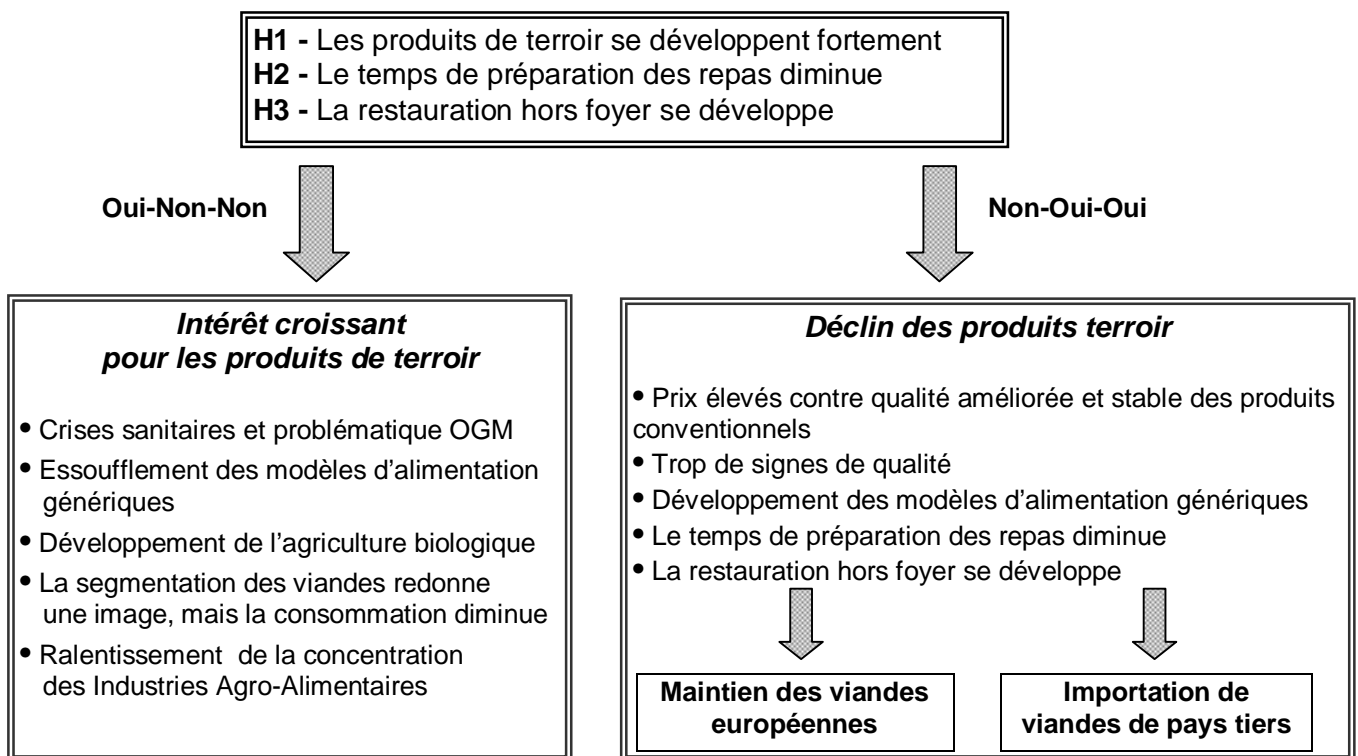 H1 - Les produits de terroir se développent fortement
H2 - Le temps de préparation des repas diminue
H3 - La restauration hors foyer se développe
Oui-Non-Non
Non-Oui-Oui
Intérêt croissant
pour les produits de terroir
• Crises sanitaires et problématique OGM
• Essoufflement des modèles d'alimentation
génériques
• Développement de l'agriculture biologique
• La segmentation des viandes redonne
une image, mais la consommation diminue
• Ralentissement de la concentration
des Industries Agro-Alimentaires
Déclin des produits terroir
• Prix élevés contre qualité améliorée et stable des produits
conventionnels
• Trop de signes de qualité
• Développement des modèles d'alimentation génériques
• Le temps de préparation des repas diminue
• La restauration hors foyer se développe
Maintien des viandes
européennes
Importation de
viandes de pays tiers